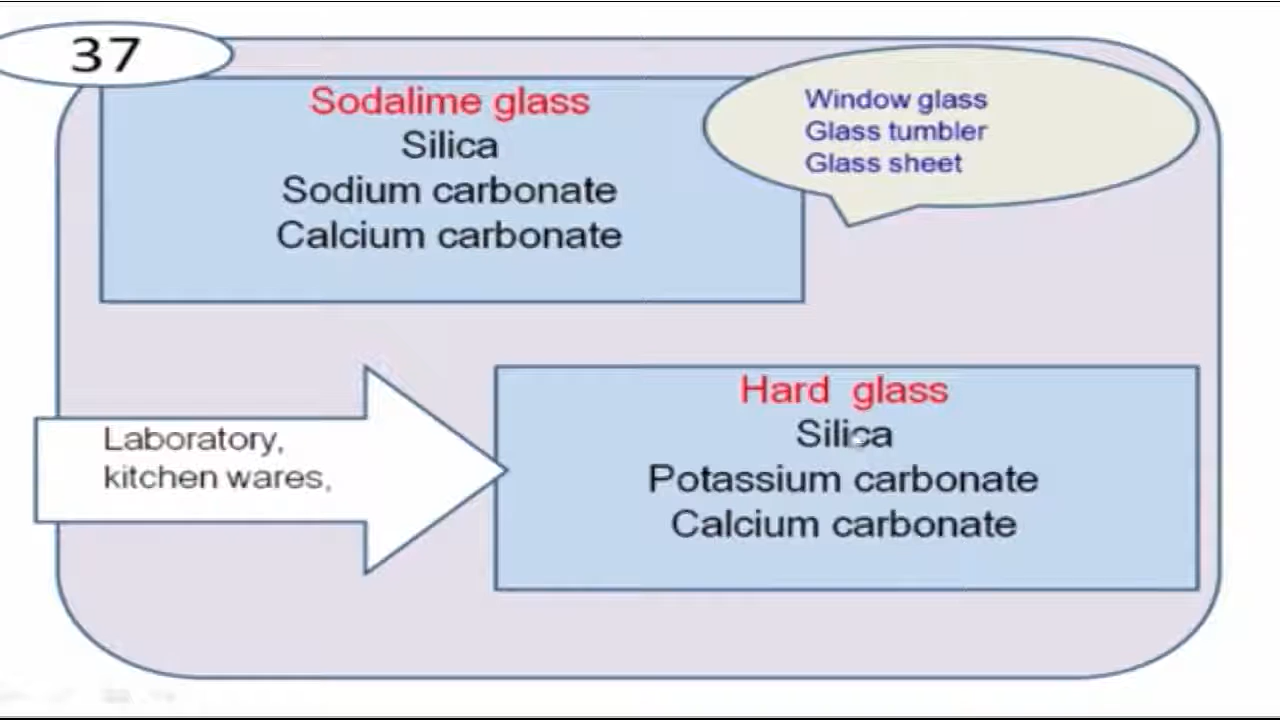 37
Sodalime glass
Silica
Sodium carbonate
Calcium carbonate
Window glass
Glass tumbler
Glass sheet
Laboratory,
kitchen wares,
Hard glass
Silica
Potassium carbonate
Calcium carbonate